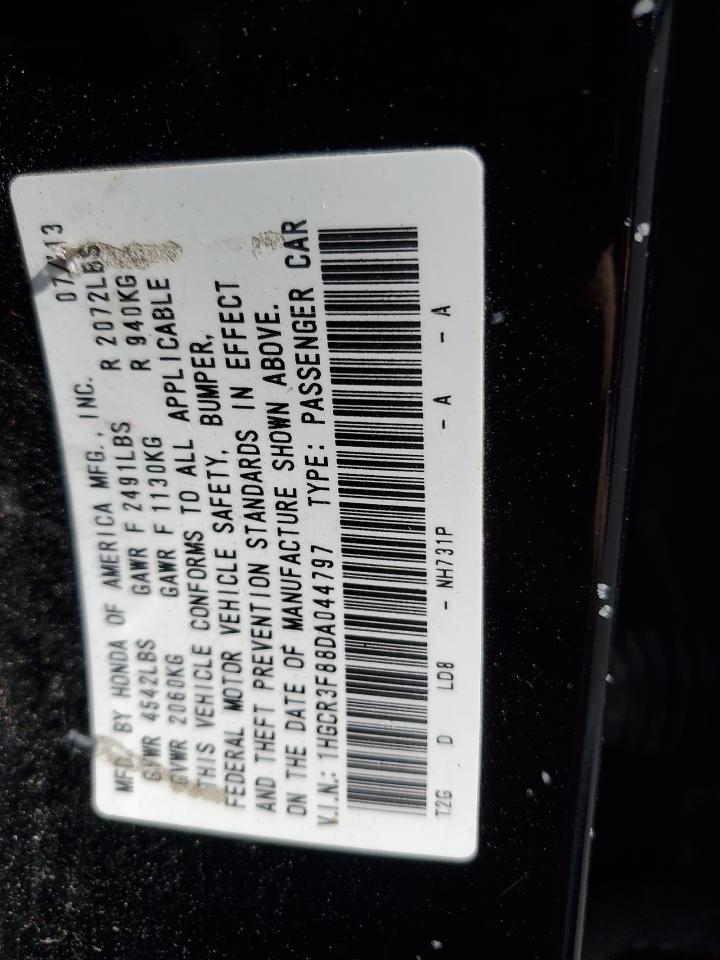 MFD. BY HONDA OF AMERICA MFG., INC. 07/13
GVWR 4542LBS GAWR F 2491LBS R 2072LBS
GVWR 2060KG GAWR F 1130KG R 940KG
THIS VEHICLE CONFORMS TO ALL APPLICABLE
FEDERAL MOTOR VEHICLE SAFETY, BUMPER,
AND THEFT PREVENTION STANDARDS IN EFFECT
ON THE DATE OF MANUFACTURE SHOWN ABOVE.
V.I.N.: 1HGCR3F88DA044797 TYPE: PASSENGER CAR
T2G D LD8 - NH731P - A - A